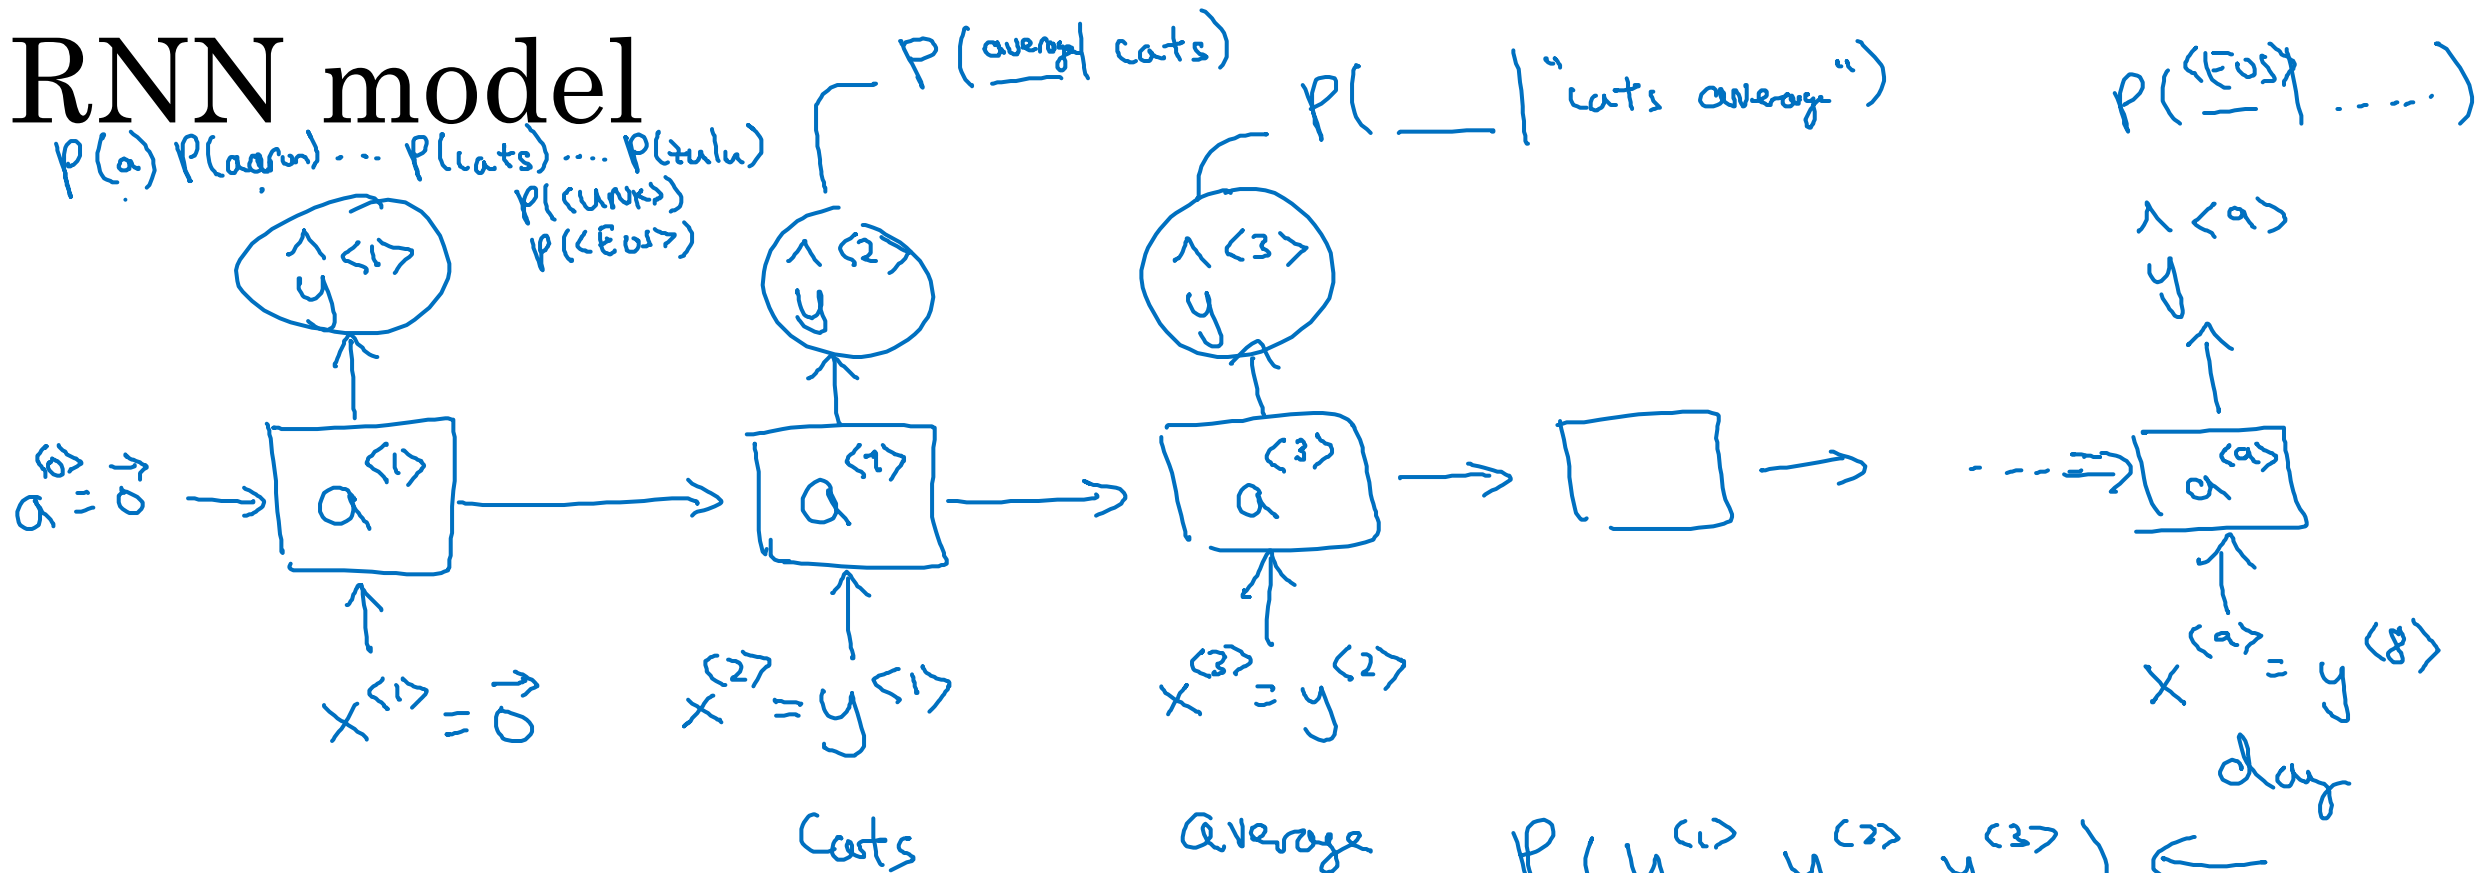 RNN model
P(average | cats)
P( ___ | "cats average")
P(<EOS> | ......)
P(a) P(aaron) ... P(cats) .... P(zulu)
P(<UNK>)
P(<EOS>)
ŷ<1> ŷ<2> ŷ<3> ŷ<9>
a<0> = 0⃗ → a<1> → a<1> → a<3> → → ---- → a<9>
x<1> = 0⃗ x<2> = y<1> x<3> = y<2> x<9> = y<8>
day
Cats average
P(y<1> y<2> y<3>) ←